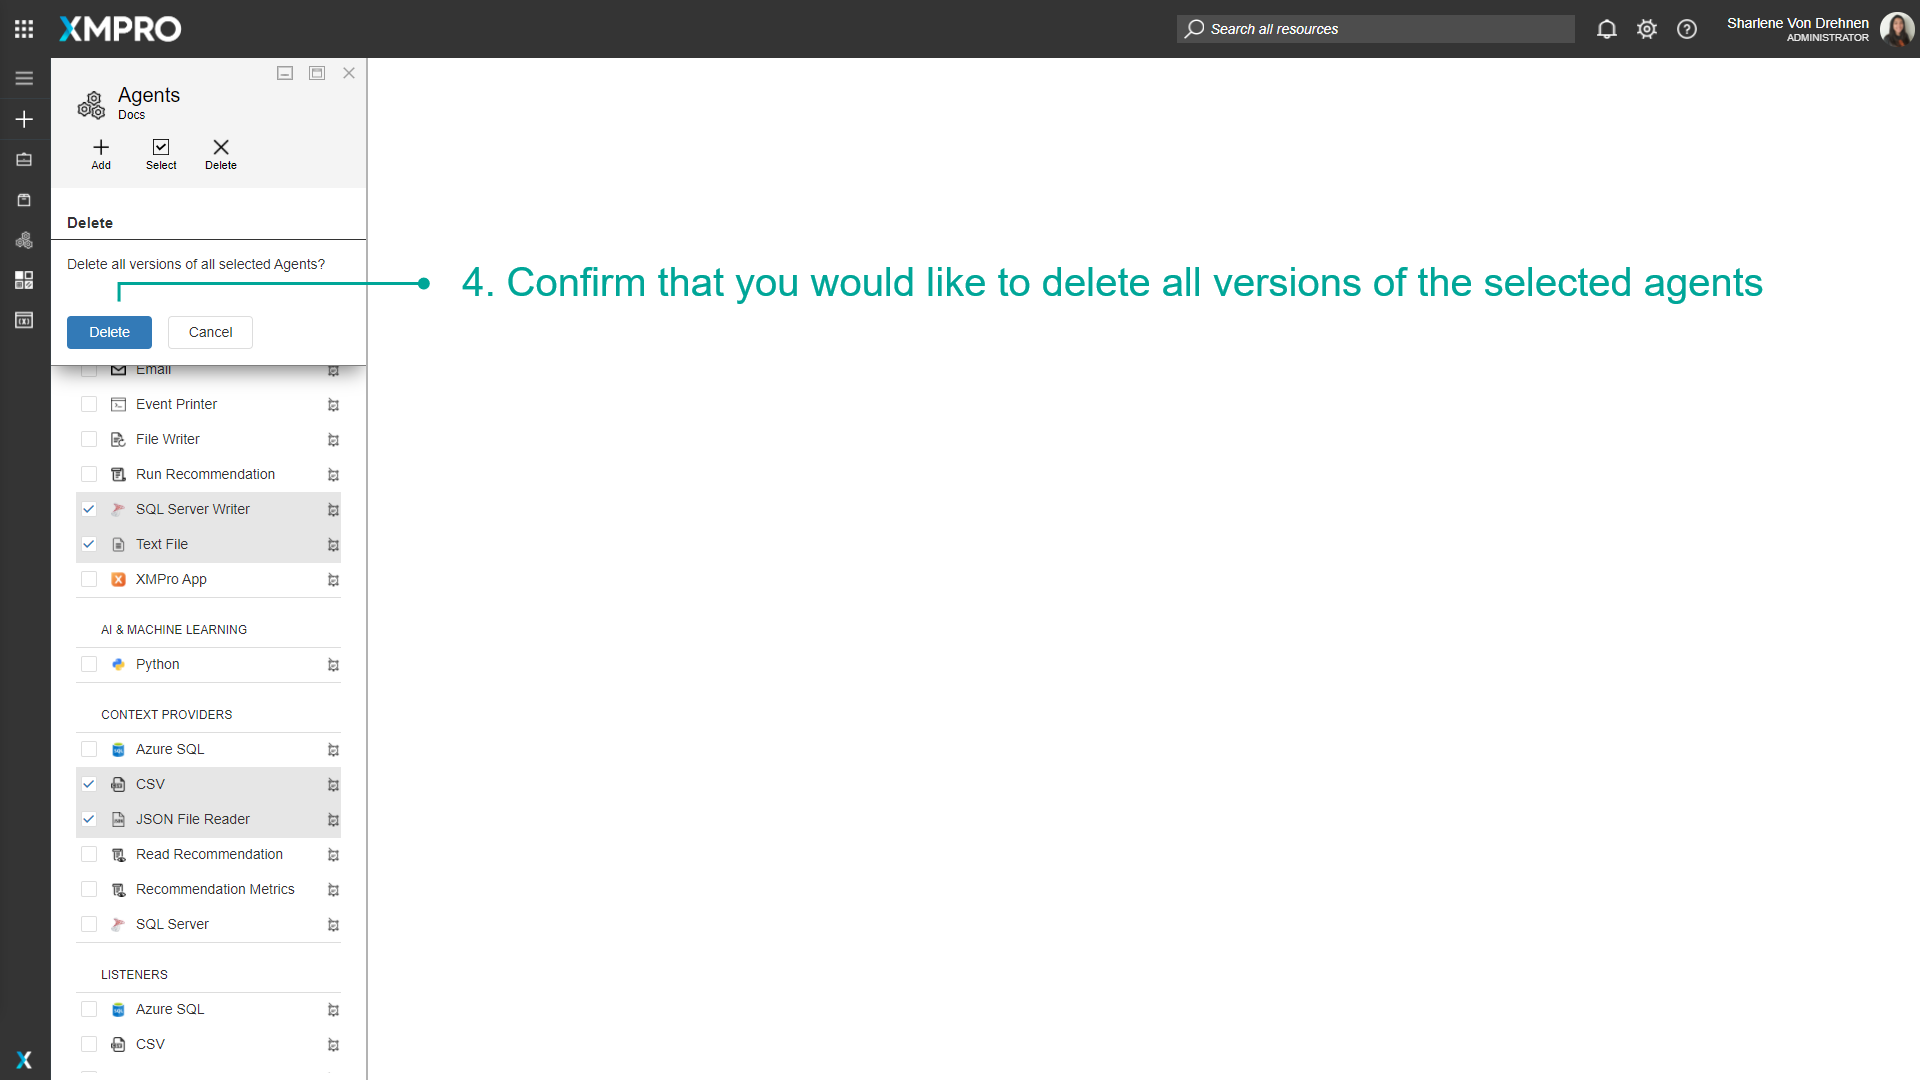 XMPRO
Search all resources
Sharlene Von Drehnen
ADMINISTRATOR
Agents
Docs
Add
Select
Delete
Delete
Delete all versions of all selected Agents?
4. Confirm that you would like to delete all versions of the selected agents
Delete
Cancel
Email
Event Printer
File Writer
Run Recommendation
SQL Server Writer
Text File
XMPro App
AI & MACHINE LEARNING
Python
CONTEXT PROVIDERS
Azure SQL
CSV
JSON File Reader
Read Recommendation
Recommendation Metrics
SQL Server
LISTENERS
Azure SQL
CSV